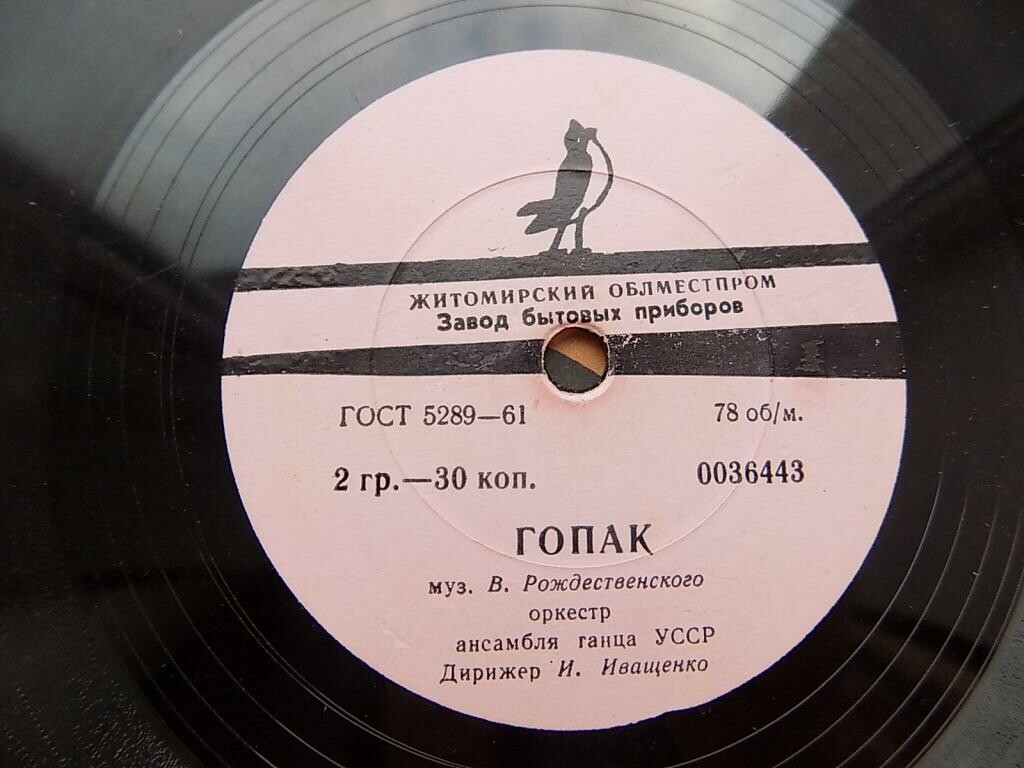 ЖИТОМИРСКИЙ ОБЛМЕСТПРОМ
Завод бытовых приборов
ГОСТ 5289—61 78 об/м.
2 гр.—30 коп. 0036443
ГОПАК
муз. В. Рождественского
оркестр
ансамбля ганца УССР
Дирижер И. Иващенко